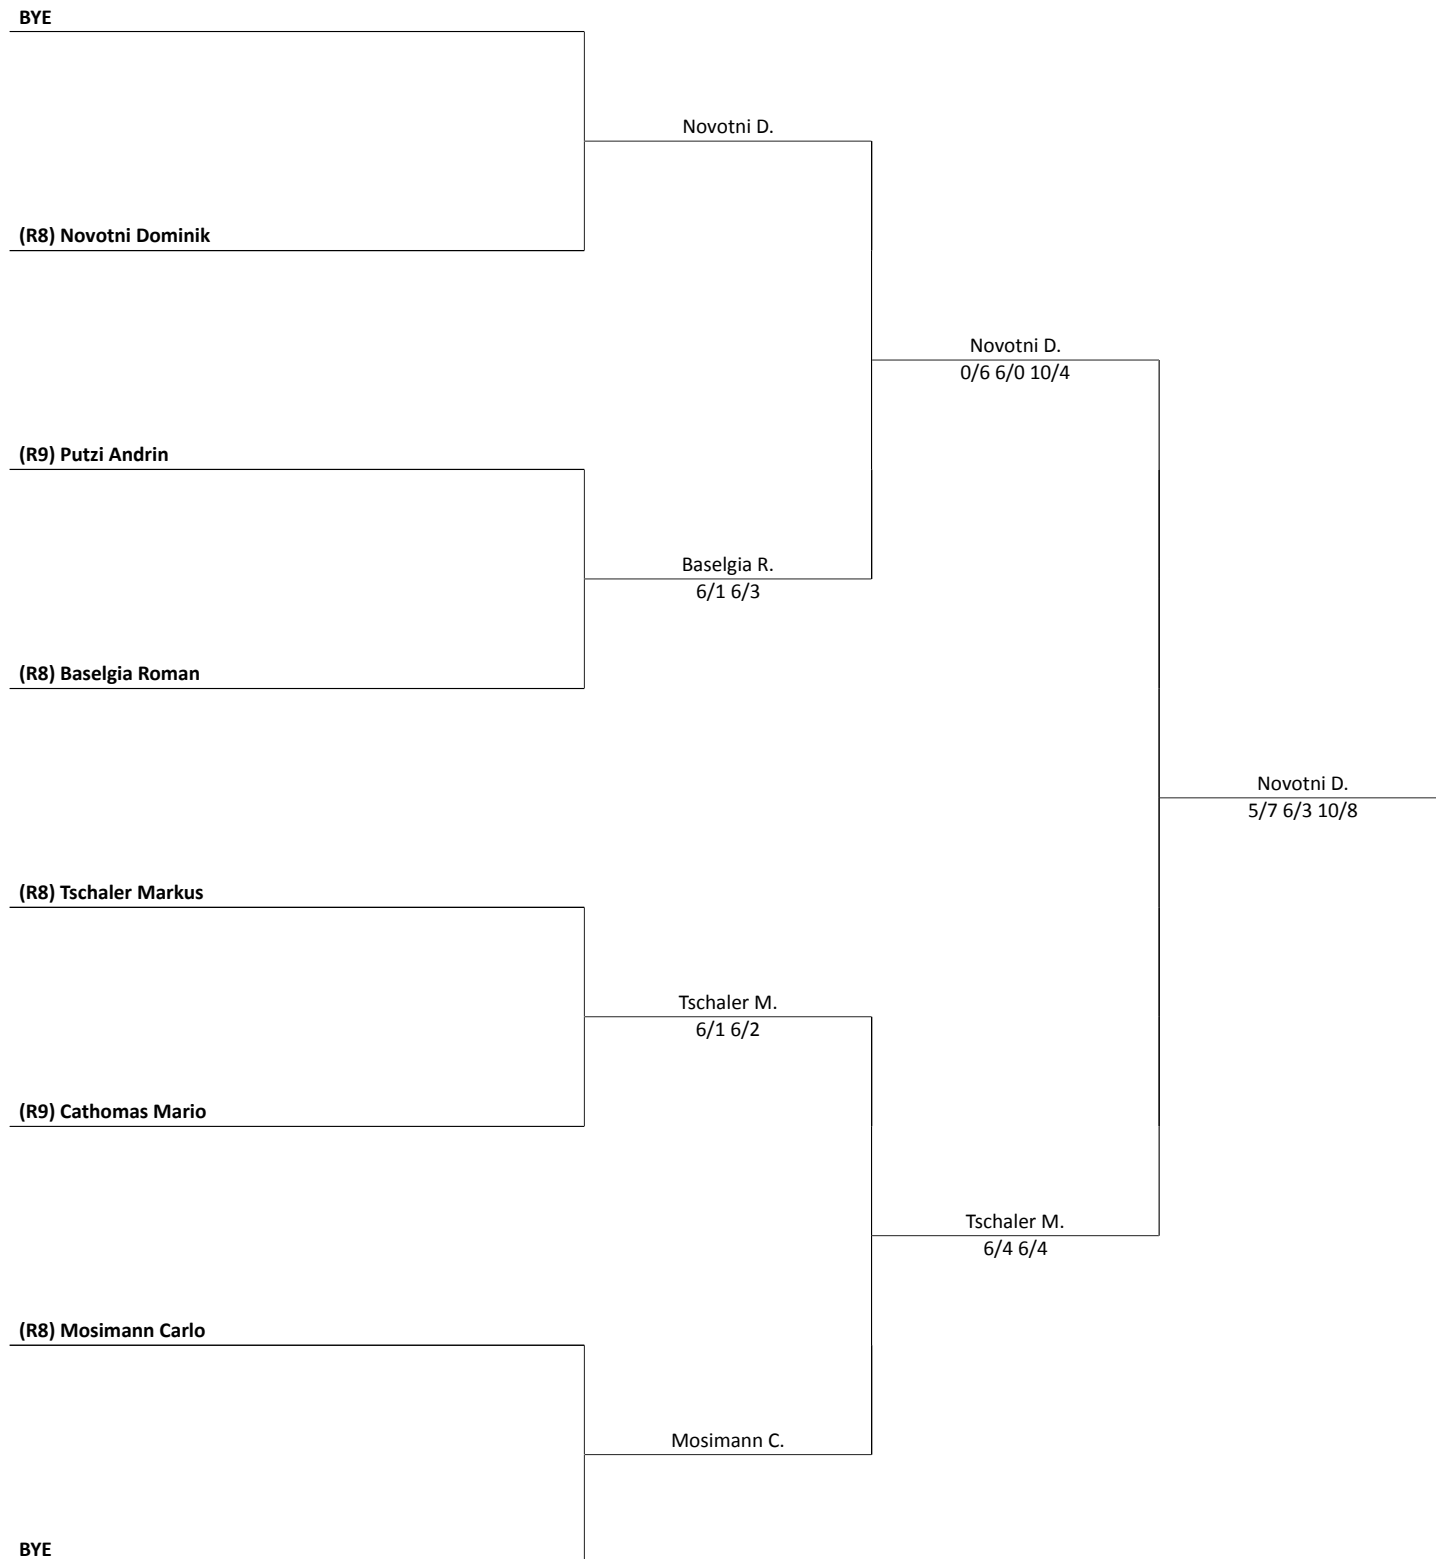 BYE
Novotni D.
(R8) Novotni Dominik
Novotni D.
0/6 6/0 10/4
(R9) Putzi Andrin
Baselgia R.
6/1 6/3
(R8) Baselgia Roman
Novotni D.
5/7 6/3 10/8
(R8) Tschaler Markus
Tschaler M.
6/1 6/2
(R9) Cathomas Mario
Tschaler M.
6/4 6/4
(R8) Mosimann Carlo
Mosimann C.
BYE